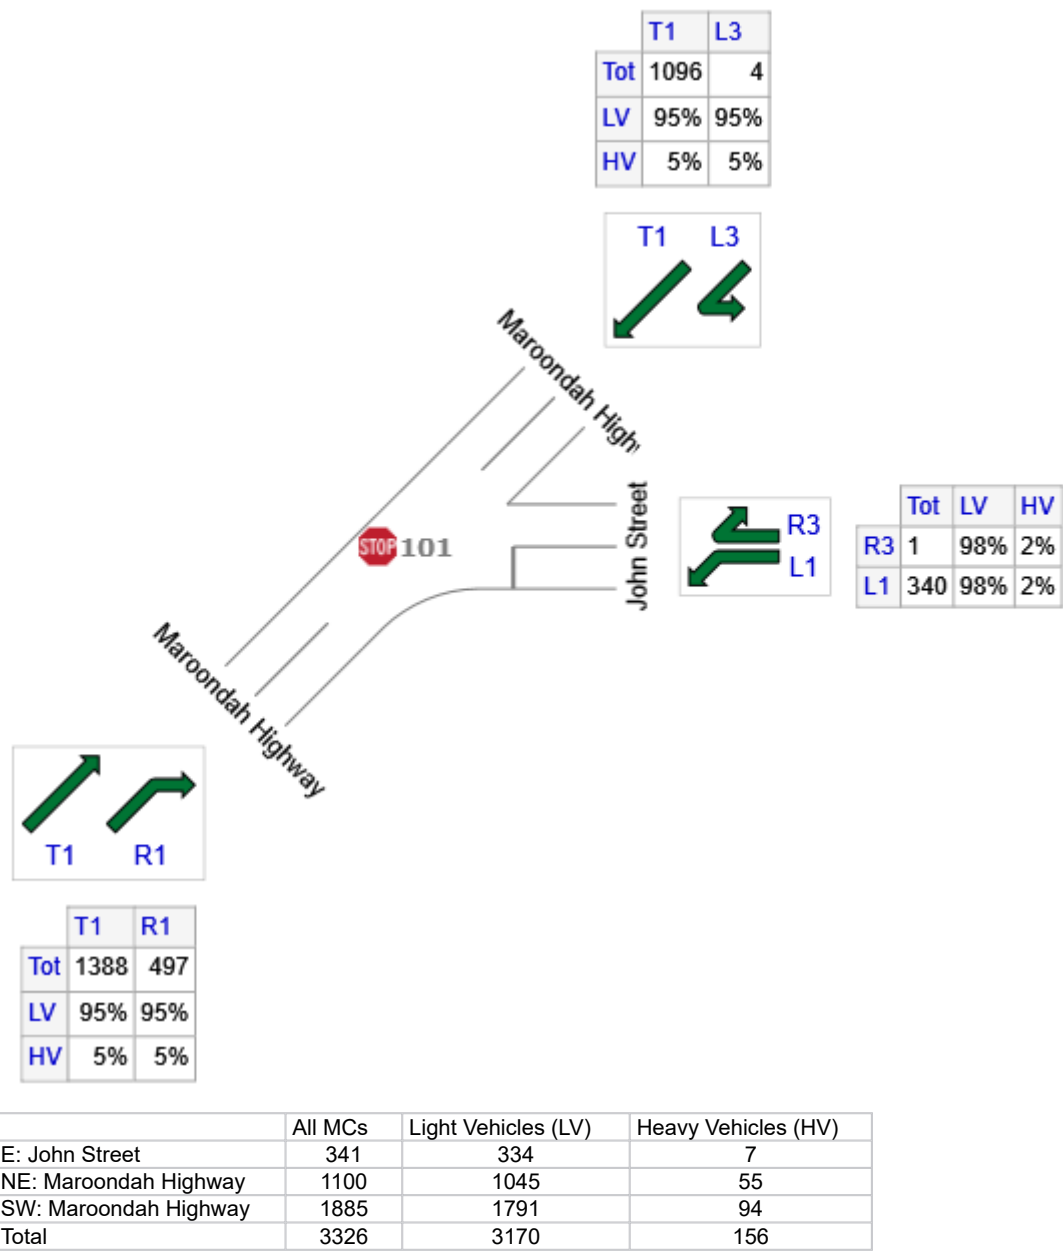 T1 L3
Tot 1096 4
LV 95% 95%
HV 5% 5%
T1 L3
Maroondah High
John Street
R3
L1
Tot LV HV
R3 1 98% 2%
L1 340 98% 2%
STOP 101
Maroondah Highway
T1 R1
T1 R1
Tot 1388 497
LV 95% 95%
HV 5% 5%
All MCs Light Vehicles (LV) Heavy Vehicles (HV)
E: John Street 341 334 7
NE: Maroondah Highway 1100 1045 55
SW: Maroondah Highway 1885 1791 94
Total 3326 3170 156